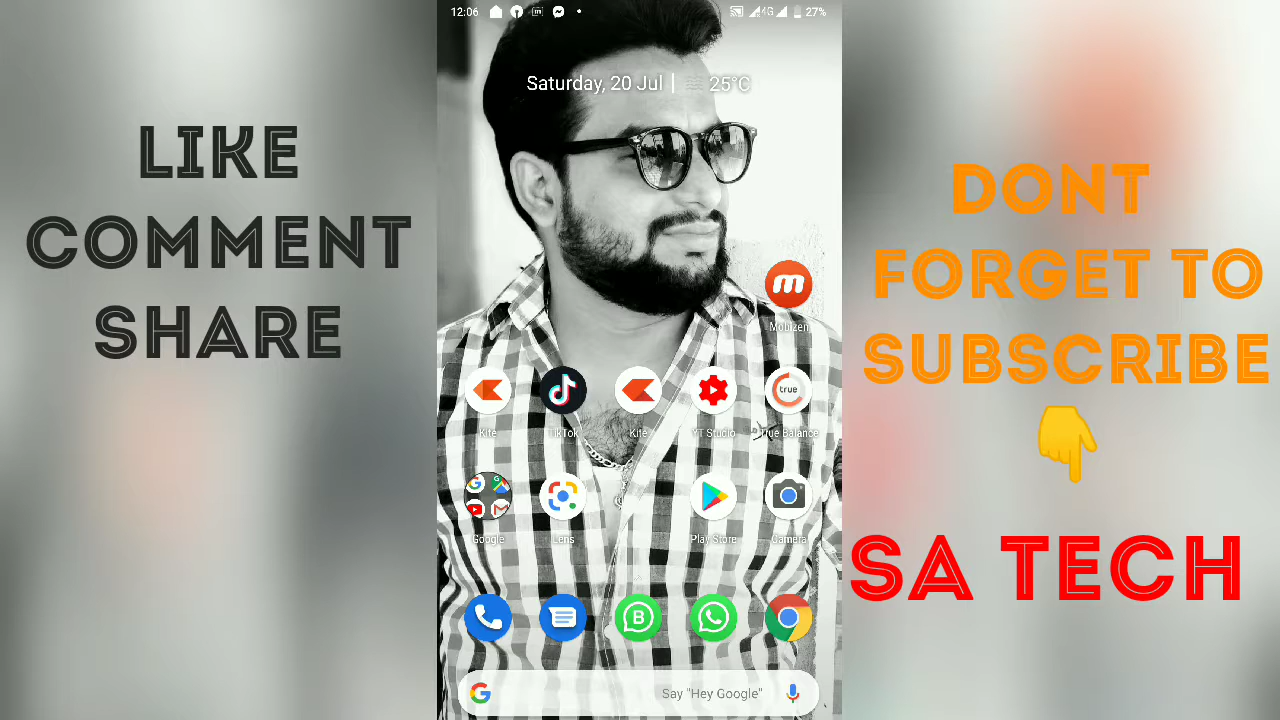 12:06
4G
27%
Saturday, 20 Jul | 25°C
LIKE
COMMENT
SHARE
DONT
FORGET TO
SUBSCRIBE
👇
SA TECH
m
Mobizen
true
Kite
TikTok
Kite
YT Studio
True Balance
Google
Lens
Play Store
Camera
B
Say "Hey Google"